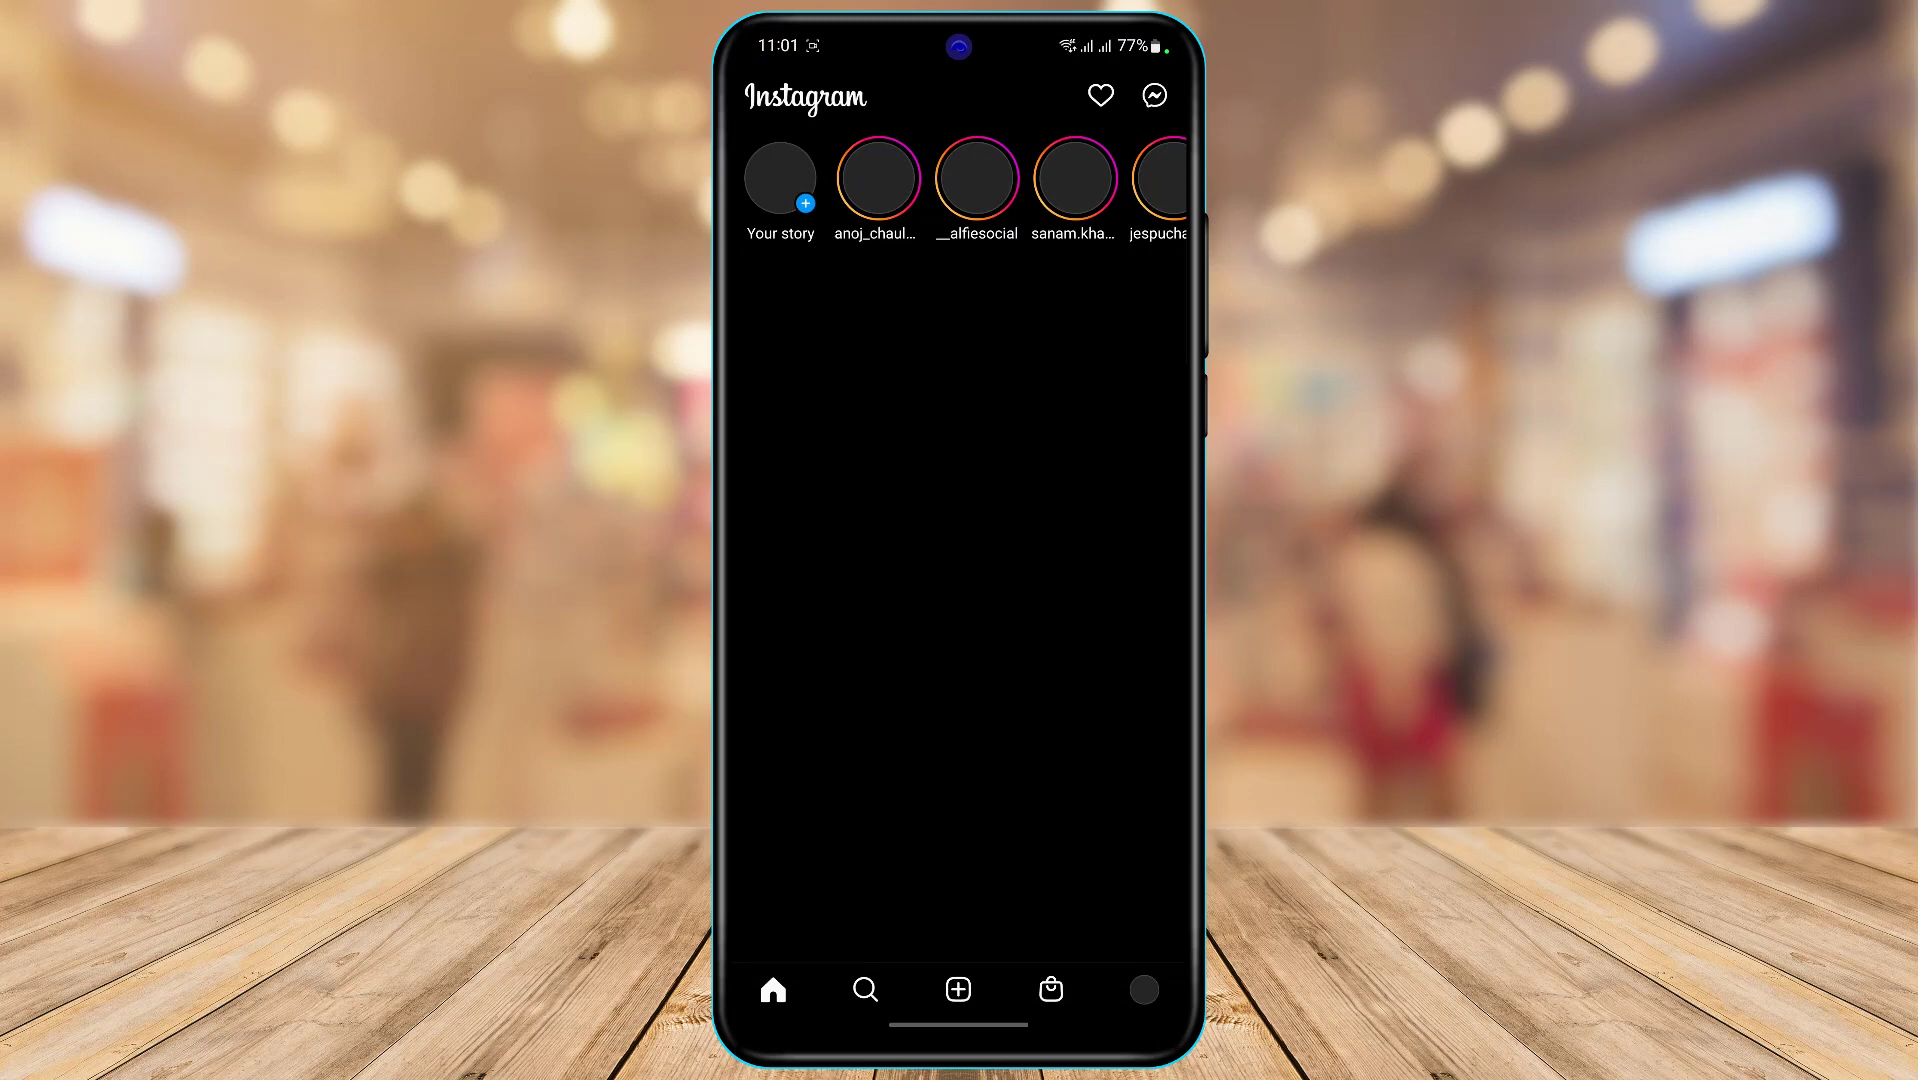 11:01 77%
Instagram
Your story anoj_chaul... __alfiesocial sanam.kha... jespucha